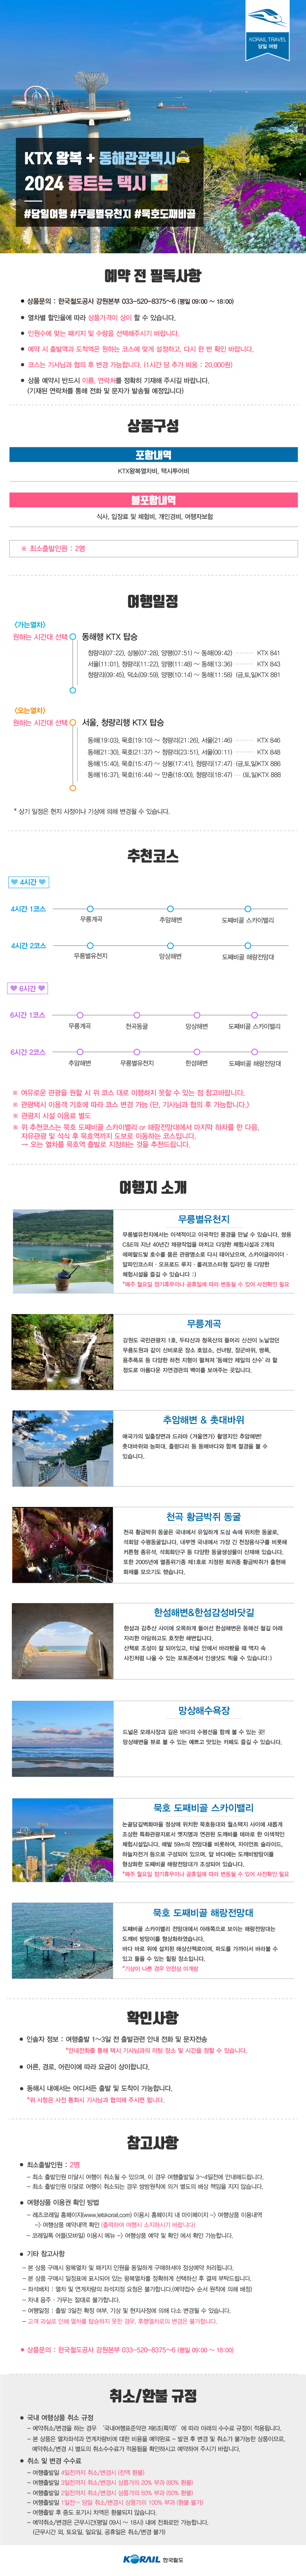 KORAIL TRAVEL
당일 여행
KTX 왕복 + 동해관광택시
2024 동트는 택시
#당일여행 #무릉별유천지 #묵호도째비골
예약 전 필독사항
● 상품문의 : 한국철도공사 강원본부 033-520-8375~6 (평일 09:00 ~ 18:00)
● 열차별 할인율에 따라 상품가격이 상이 할 수 있습니다.
● 인원수에 맞는 패키지 및 수량을 선택해주시기 바랍니다.
● 예약 시 출발역과 도착역은 원하는 코스에 맞게 설정하고, 다시 한 번 확인 바랍니다.
● 코스는 기사님과 협의 후 변경 가능합니다. (1시간 당 추가 비용 : 20,000원)
● 상품 예약시 반드시 이름, 연락처를 정확히 기재해 주시길 바랍니다.
(기재된 연락처를 통해 전화 및 문자가 발송될 예정입니다)
상품구성
포함내역
KTX왕복열차비, 택시투어비
불포함내역
식사, 입장료 및 체험비, 개인경비, 여행자보험
※ 최소출발인원 : 2명
여행일정
<가는열차>
원하는 시간대 선택 동해행 KTX 탑승
청량리(07:22), 상봉(07:28), 양평(07:51) ~ 동해(09:42) KTX 841
서울(11:01), 청량리(11:22), 양평(11:48) ~ 동해(13:36) KTX 843
청량리(09:45), 덕소(09:59), 양평(10:14) ~ 동해(11:58) (금,토,일)KTX 881
<오는열차>
원하는 시간대 선택 서울, 청량리행 KTX 탑승
동해(19:03), 묵호(19:10) ~ 청량리(21:26), 서울(21:46) KTX 846
동해(21:30), 묵호(21:37) ~ 청량리(23:51), 서울(00:11) KTX 848
동해(15:40), 묵호(15:47) ~ 상봉(17:41), 청량리(17:47) (금,토,일)KTX 886
동해(16:37), 묵호(16:44) ~ 만종(18:00), 청량리(18:47) (토,일)KTX 888
* 상기 일정은 현지 사정이나 기상에 의해 변경될 수 있습니다.
추천코스
4시간
4시간 1코스
무릉계곡 추암해변 도째비골 스카이밸리
4시간 2코스
무릉별유천지 망상해변 도째비골 해랑전망대
6시간
6시간 1코스
무릉계곡 천곡동굴 망상해변 도째비골 스카이밸리
6시간 2코스
추암해변 무릉별유천지 한섬해변 도째비골 해랑전망대
※ 여유로운 관광을 원할 시 위 코스 대로 이행하지 못할 수 있는 점 참고바랍니다.
※ 관광택시 이용객 기호에 따라 코스 변경 가능 (단, 기사님과 협의 후 가능합니다.)
※ 관광지 시설 이용료 별도
※ 위 추천코스는 묵호 도째비골 스카이밸리 or 해랑전망대에서 마지막 하차를 한 다음,
자유관광 및 석식 후 묵호역까지 도보로 이동하는 코스입니다.
→ 오는 열차를 묵호역 출발로 지정하는 것을 추천드립니다.
여행지 소개
무릉별유천지
무릉별유천지에서는 이색적이고 이국적인 풍경을 만날 수 있습니다. 쌍용
C&E의 지난 40년간 채광작업을 마치고 다양한 체험시설과 2개의
에메랄드빛 호수를 품은 관광명소로 다시 태어났으며, 스카이글라이더 ·
알파인코스터 · 오프로드 루지 · 롤러코스터형 집라인 등 다양한
체험시설을 즐길 수 있습니다 :)
*매주 월요일 정기휴무이나 공휴일에 따라 변동될 수 있어 사전확인 필요
무릉계곡
강원도 국민관광지 1호, 두타산과 청옥산의 품어리 신선이 노닐었던
무릉도원과 같이 신비로운 장소 호암소, 선녀탕, 장군바위, 쌍폭,
용추폭포 등 다양한 하천 지형이 펼쳐져 '동해안 제일의 산수' 라 할
정도로 아름다운 자연경관의 백미를 보여주는 곳입니다.
추암해변 & 촛대바위
애국가의 일출장면과 드라마 <겨울연가> 촬영지인 추암해변!
촛대바위와 능파대, 출렁다리 등 동해바다와 함께 절경을 볼 수
있습니다.
천곡 황금박쥐 동굴
천곡 황금박쥐 동굴은 국내에서 유일하게 도심 속에 위치한 동굴로,
석회암 수평동굴입니다. 내부엔 국내에서 가장 긴 천정용식구를 비롯해
커튼형 종유석, 석회화단구 등 다양한 동굴생성물이 산재해 있습니다.
또한 2005년에 멸종위기종 제1호로 지정된 희귀종 황금박쥐가 출현해
화제를 모으기도 했습니다.
한섬해변&한섬감성바닷길
한섬과 감추산 사이에 오목하게 들어선 한섬해변은 동해선 철길 아래
자리한 아담하고도 호젓한 해변입니다.
산책로 조성이 잘 되어있고, 터널 안에서 바라봤을 때 액자 속
사진처럼 나올 수 있는 포토존에서 인생샷도 찍을 수 있습니다:)
망상해수욕장
드넓은 모래사장과 깊은 바다의 수평선을 함께 볼 수 있는 곳!
망상해변을 뷰로 볼 수 있는 예쁘고 맛있는 카페도 즐길 수 있습니다.
묵호 도째비골 스카이밸리
논골담길벽화마을 정상에 위치한 묵호등대와 월소택지 사이에 새롭게
조성한 특화관광지로서 옛지명과 연관된 도깨비를 테마로 한 이색적인
체험시설입니다. 해발 59m의 전망대를 비롯하여, 자이언트 슬라이드,
하늘자전거 등으로 구성되어 있으며, 앞 바다에는 도깨비방망이를
형상화한 도째비골 해랑전망대가 조성되어 있습니다.
*매주 월요일 정기휴무이나 공휴일에 따라 변동될 수 있어 사전확인 필요
묵호 도째비골 해랑전망대
도째비골 스카이밸리 전망대에서 아래쪽으로 보이는 해랑전망대는
도깨비 방망이를 형상화하였습니다.
바다 바로 위에 설치된 해상산책로이며, 파도를 가까이서 바라볼 수
있고 들을 수 있는 힐링 장소입니다.
*기상이 나쁜 경우 안전상 미개방
확인사항
● 인솔자 정보 : 여행출발 1~3일 전 출발관련 안내 전화 및 문자전송
*안내전화를 통해 택시 기사님과의 미팅 장소 및 시간을 정할 수 있습니다.
● 어른, 경로, 어린이에 따라 요금이 상이합니다.
● 동해시 내에서는 어디서든 출발 및 도착이 가능합니다.
*위 사항은 사전 통화시 기사님과 협의해 주시면 됩니다.
참고사항
● 최소출발인원 : 2명
- 최소 출발인원 미달시 여행이 취소될 수 있으며, 이 경우 여행출발일 3~4일전에 안내해드립니다.
- 최소 출발인원 미달로 여행이 취소되는 경우 쌍방원칙에 의거 별도의 배상 책임을 지지 않습니다.
● 여행상품 이용권 확인 방법
- 레츠코레일 홈페이지(www.letskorail.com) 이용시 홈페이지 내 마이페이지 -> 여행상품 이용내역
-> 여행상품 예약내역 확인 (출력하여 여행시 소지하시기 바랍니다)
- 코레일톡 어플(모바일) 이용시 메뉴 -> 여행상품 예약 및 확인 에서 확인 가능합니다.
● 기타 참고사항
- 본 상품 구매시 왕복열차 및 패키지 인원을 동일하게 구매하셔야 정상예약 처리됩니다.
- 본 상품 구매시 일정표에 표시되어 있는 왕복열차를 정확하게 선택하신 후 결제 부탁드립니다.
- 좌석배치 : 열차 및 연계차량의 좌석지정 요청은 불가합니다.(예약접수 순서 원칙에 의해 배정)
- 차내 음주 · 가무는 절대로 불가합니다.
- 여행일정 : 출발 3일전 확정 여부, 기상 및 현지사정에 의해 다소 변경될 수 있습니다.
- 고객 과실로 인해 열차를 탑승하지 못한 경우, 후행열차로의 변경은 불가합니다.
● 상품문의 : 한국철도공사 강원본부 033-520-8375~6 (평일 09:00 ~ 18:00)
취소/환불 규정
● 국내 여행상품 취소 규정
- 예약취소/변경을 하는 경우 「국내여행표준약관 제6조(특약)」에 따라 아래의 수수료 규정이 적용됩니다.
- 본 상품은 열차좌석과 연계차량비에 대한 비용을 예약완료 ~ 발권 후 변경 및 취소가 불가능한 상품이므로,
예약취소/변경 시 별도의 취소수수료가 적용됨을 확인하시고 예약하여 주시기 바랍니다.
● 취소 및 변경 수수료
- 여행출발일 4일전까지 취소/변경시 (전액 환불)
- 여행출발일 3일전까지 취소/변경시 상품가의 20% 부과 (80% 환불)
- 여행출발일 2일전까지 취소/변경시 상품가의 50% 부과 (50% 환불)
- 여행출발일 1일전~ 당일 취소/변경시 상품가의 100% 부과 (환불 불가)
- 여행출발 후 중도 포기시 차액은 환불되지 않습니다.
- 예약취소/변경은 근무시간(평일 09시 ~ 18시) 내에 전화로만 가능합니다.
(근무시간 외, 토요일, 일요일, 공휴일은 취소/변경 불가)
KORAIL 한국철도